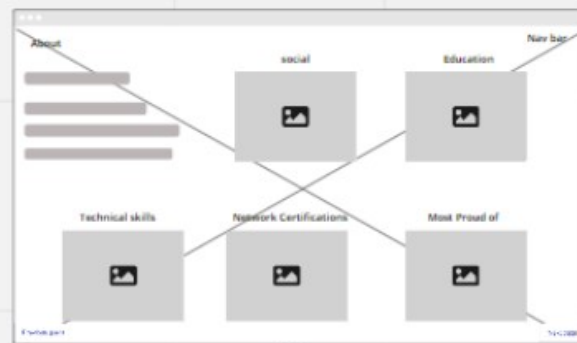 About
Nav bar
social
Education
Technical skills
Network Certifications
Most Proud of